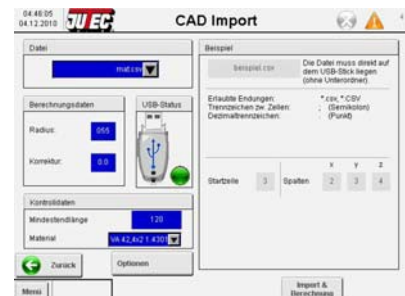 04:46:05
04.12.2010
JUTEC
CAD Import
Datei
mat.csv
Berechnungsdaten
Radius:
055
Korrektur:
0.0
USB-Status
Kontrolldaten
Mindestendlänge
120
Material
VA 42,4x2 1.4301
Zurück
Optionen
Menü
Beispiel
beispiel.csv
Die Datei muss direkt auf
dem USB-Stick liegen
(ohne Unterordner).
Erlaubte Endungen: *.csv, *.CSV
Trennzeichen zw. Zeilen: ; (Semikolon)
Dezimaltrennzeichen: . (Punkt)
x y z
Startzeile 3 Spalten 2 3 4
Import &
Berechnung